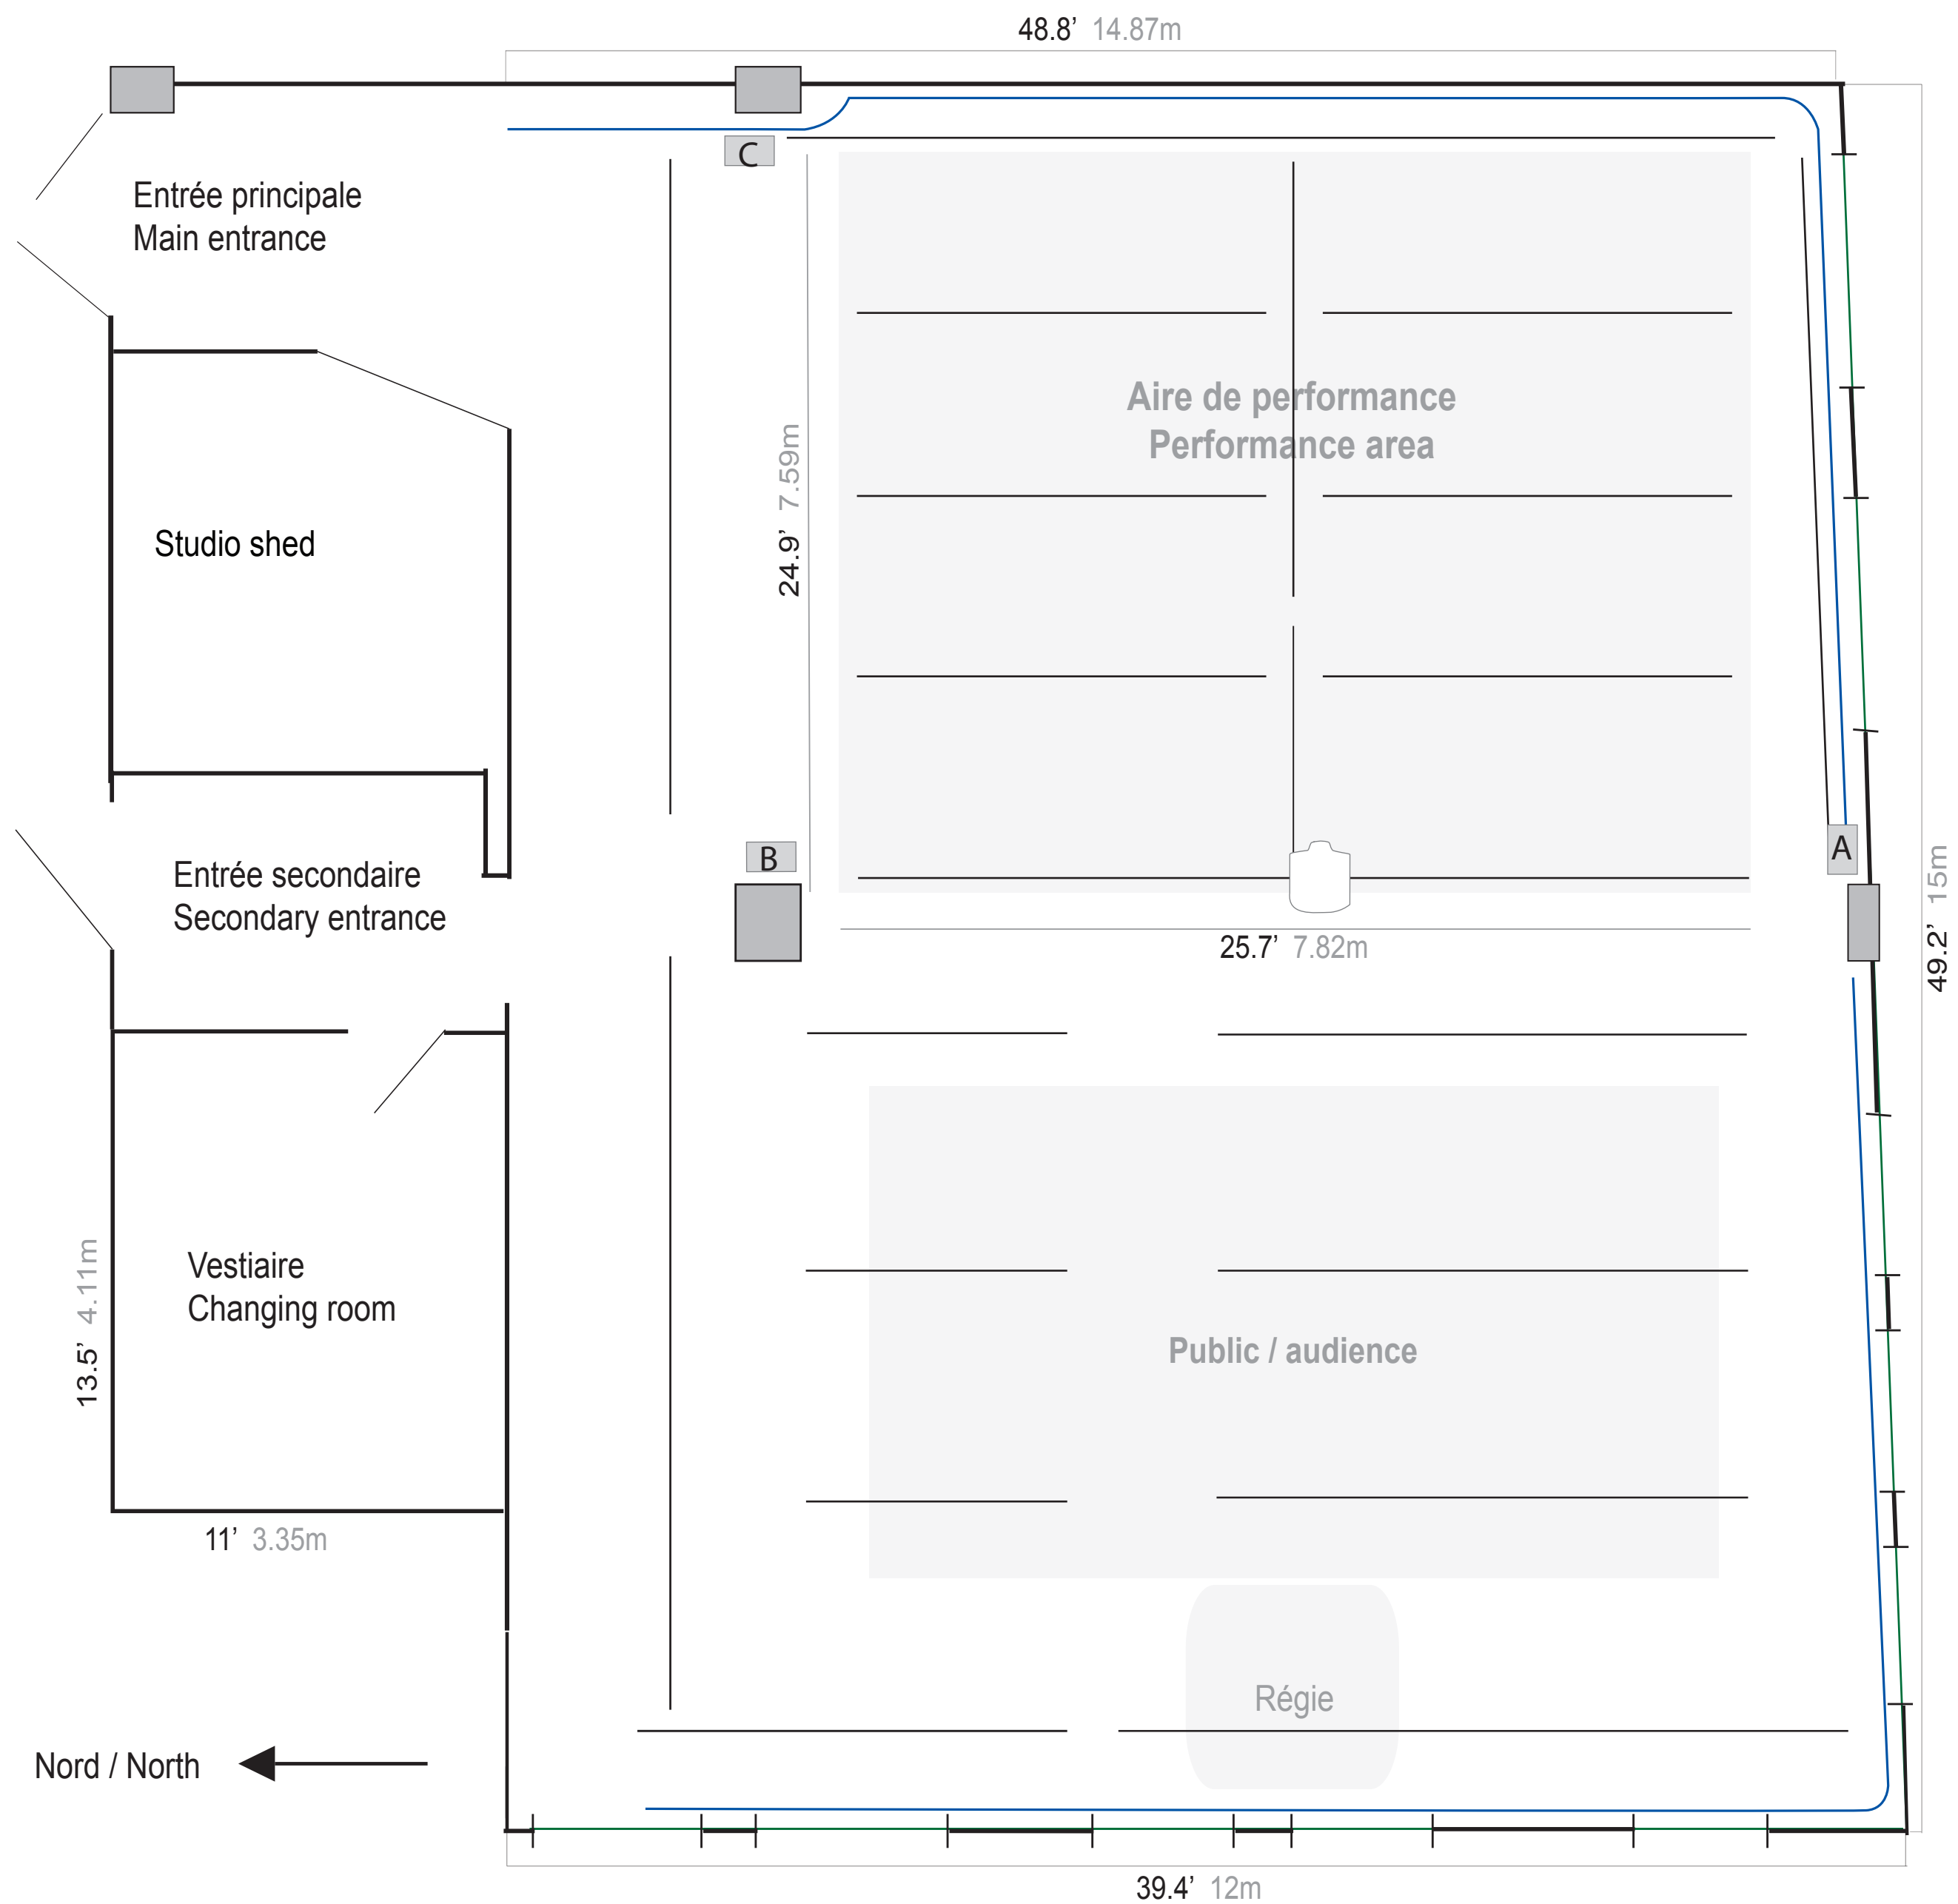 48.8’ 14.87m
C
Entrée principale
Main entrance
Aire de performance
Performance area
24.9’ 7.59m
Studio shed
A
B
Entrée secondaire
Secondary entrance
25.7’ 7.82m
49.2’ 15m
Vestiaire
Changing room
13.5’ 4.11m
Public / audience
11’ 3.35m
Régie
Nord / North
39.4’ 12m